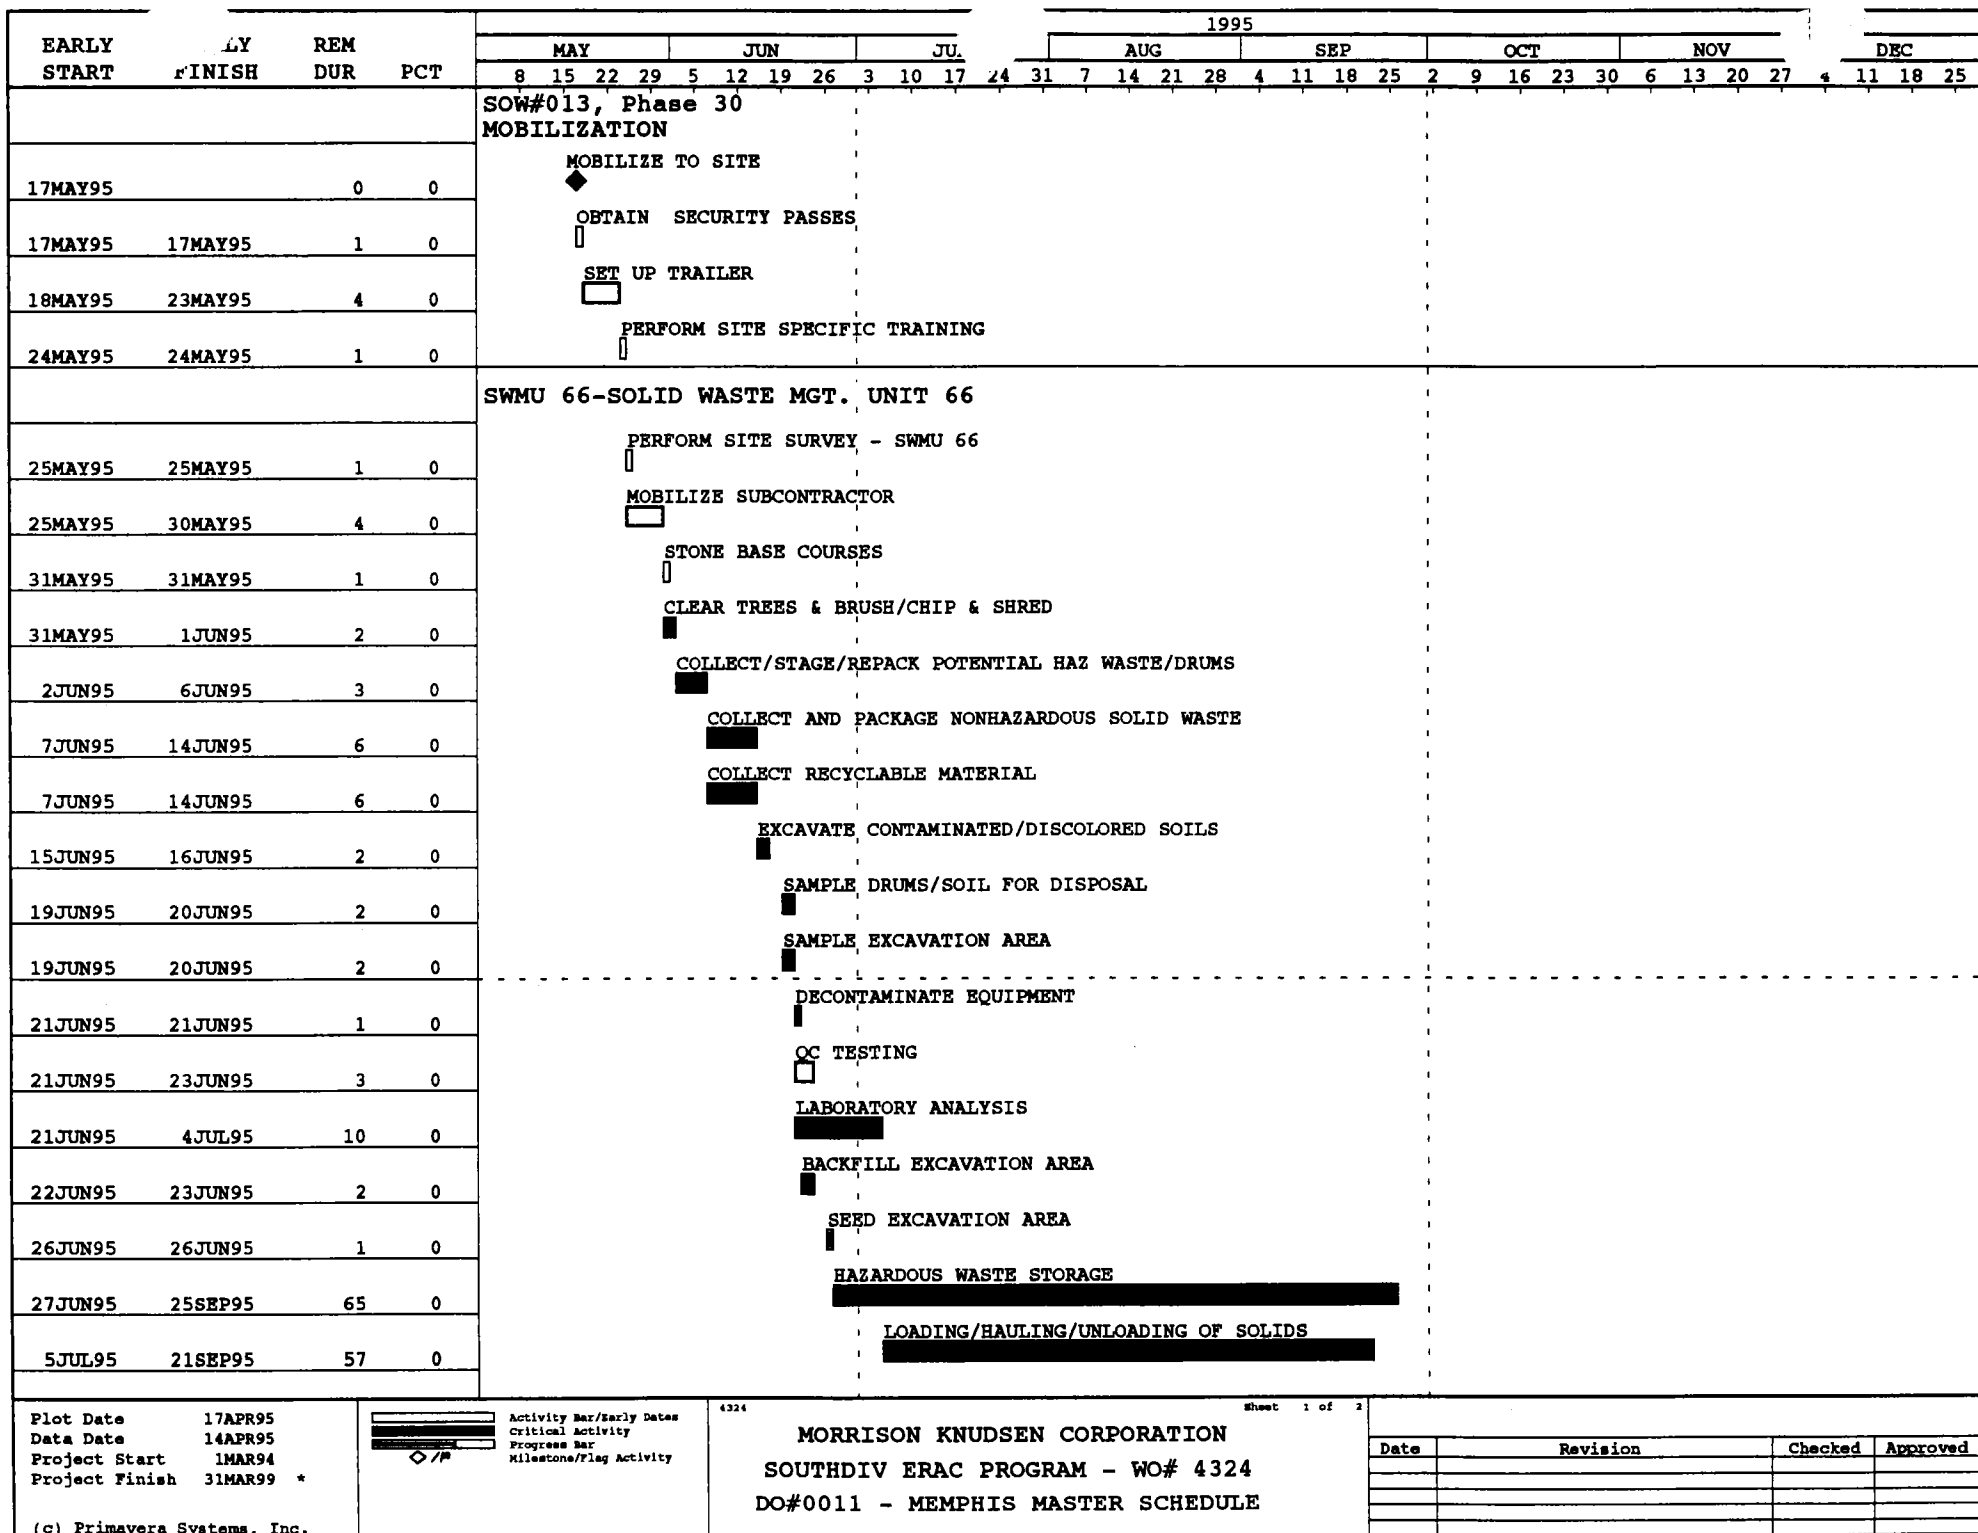 1995
EARLY LY REM MAY JUN JU AUG SEP OCT NOV DEC
START FINISH DUR PCT 8 15 22 29 5 12 19 26 3 10 17 24 31 7 14 21 28 4 11 18 25 2 9 16 23 30 6 13 20 27 4 11 18 25
SOW#013, Phase 30
MOBILIZATION
MOBILIZE TO SITE
17MAY95 0 0
OBTAIN SECURITY PASSES
17MAY95 17MAY95 1 0
SET UP TRAILER
18MAY95 23MAY95 4 0
PERFORM SITE SPECIFIC TRAINING
24MAY95 24MAY95 1 0
SWMU 66-SOLID WASTE MGT. UNIT 66
PERFORM SITE SURVEY - SWMU 66
25MAY95 25MAY95 1 0
MOBILIZE SUBCONTRACTOR
25MAY95 30MAY95 4 0
STONE BASE COURSES
31MAY95 31MAY95 1 0
CLEAR TREES & BRUSH/CHIP & SHRED
31MAY95 1JUN95 2 0
COLLECT/STAGE/REPACK POTENTIAL HAZ WASTE/DRUMS
2JUN95 6JUN95 3 0
COLLECT AND PACKAGE NONHAZARDOUS SOLID WASTE
7JUN95 14JUN95 6 0
COLLECT RECYCLABLE MATERIAL
7JUN95 14JUN95 6 0
EXCAVATE CONTAMINATED/DISCOLORED SOILS
15JUN95 16JUN95 2 0
SAMPLE DRUMS/SOIL FOR DISPOSAL
19JUN95 20JUN95 2 0
SAMPLE EXCAVATION AREA
19JUN95 20JUN95 2 0
DECONTAMINATE EQUIPMENT
21JUN95 21JUN95 1 0
QC TESTING
21JUN95 23JUN95 3 0
LABORATORY ANALYSIS
21JUN95 4JUL95 10 0
BACKFILL EXCAVATION AREA
22JUN95 23JUN95 2 0
SEED EXCAVATION AREA
26JUN95 26JUN95 1 0
HAZARDOUS WASTE STORAGE
27JUN95 25SEP95 65 0
LOADING/HAULING/UNLOADING OF SOLIDS
5JUL95 21SEP95 57 0
Plot Date 17APR95
Data Date 14APR95
Project Start 1MAR94
Project Finish 31MAR99 *
(c) Primavera Systems, Inc.
Activity Bar/Early Dates
Critical Activity
Progress Bar
Milestone/Flag Activity
4324
Sheet 1 of 2
MORRISON KNUDSEN CORPORATION
SOUTHDIV ERAC PROGRAM - WO# 4324
DO#0011 - MEMPHIS MASTER SCHEDULE
Date Revision Checked Approved